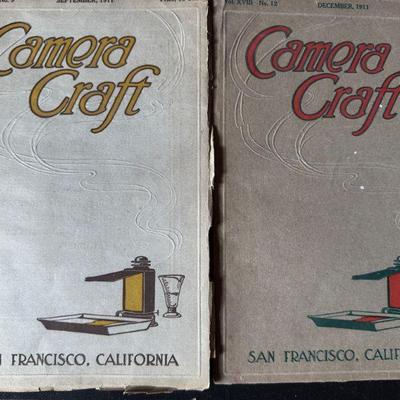 SEPTEMBER, 1911
Camera
Craft
FRANCISCO, CALIFORNIA
Vol. XVIII - No. 12 DECEMBER, 1911
Camera
Craft
SAN FRANCISCO, CALIF